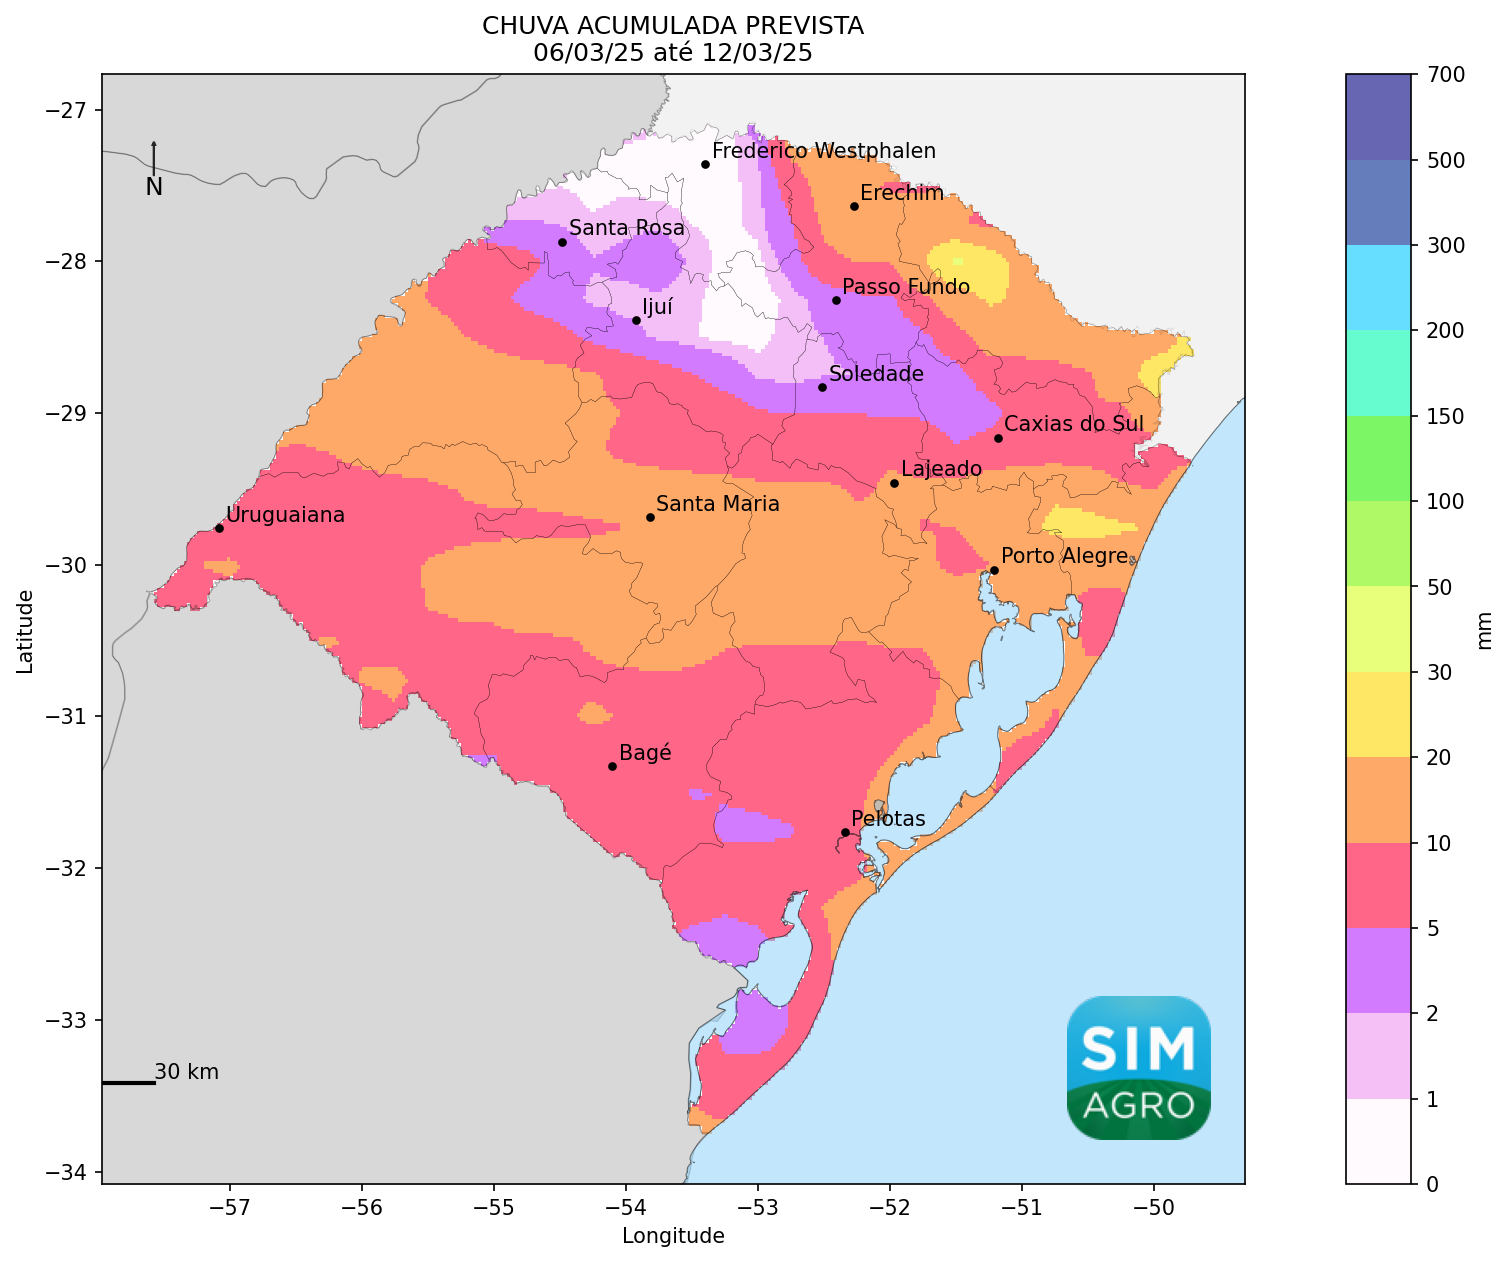 CHUVA ACUMULADA PREVISTA
06/03/25 até 12/03/25
−27
−28
−29
−30
−31
−32
−33
−34
Latitude
N
Frederico Westphalen
Erechim
Santa Rosa
Passo Fundo
Ijuí
Soledade
Caxias do Sul
Lajeado
Santa Maria
Uruguaiana
Porto Alegre
Bagé
Pelotas
30 km
SIM
AGRO
−57
−56
−55
−54
−53
−52
−51
−50
Longitude
700
500
300
200
150
100
50
30
20
10
5
2
1
0
mm